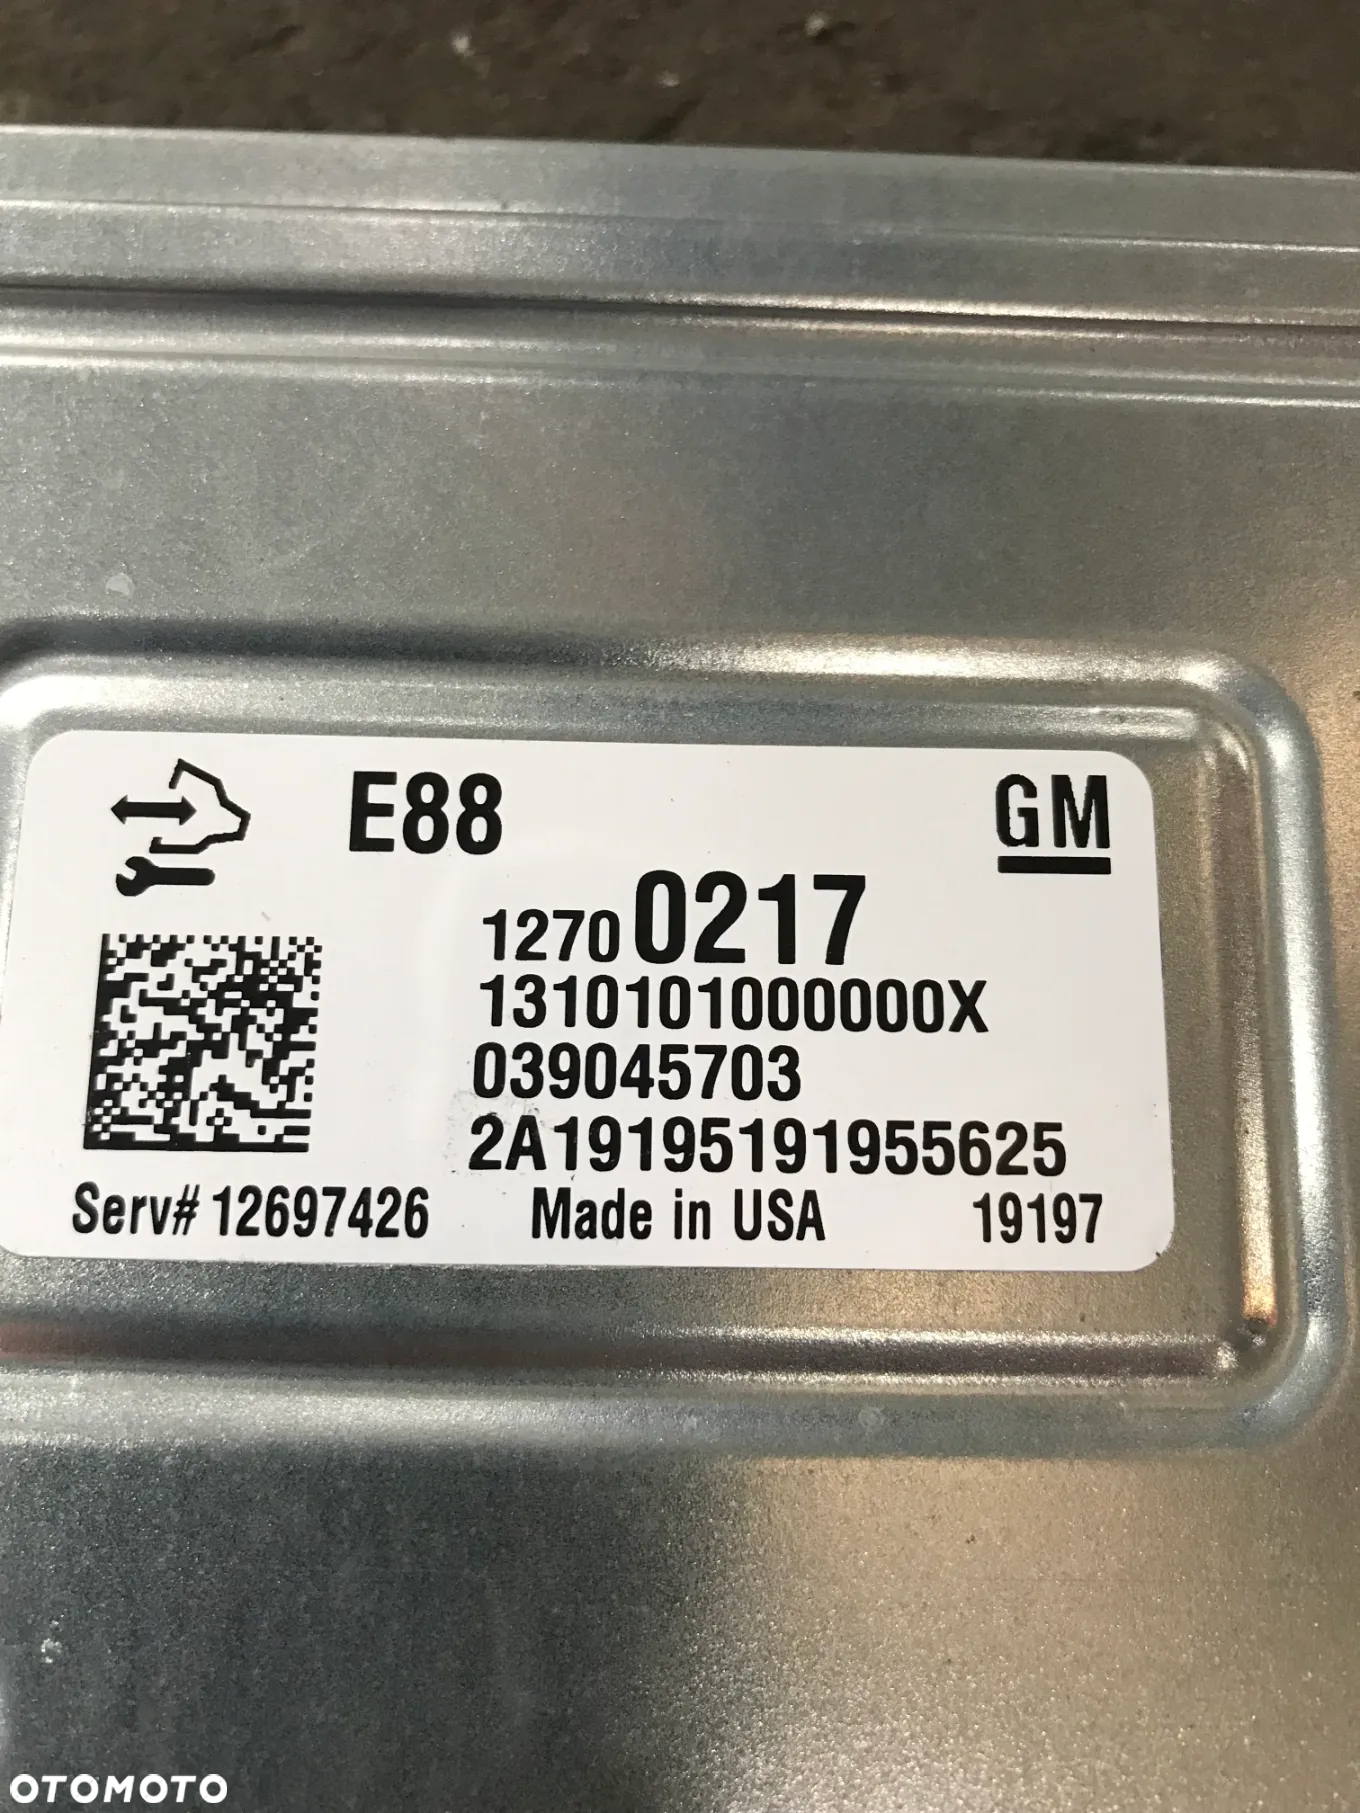 E88 GM
12700217
1310101000000X
039045703
2A19195191955625
Serv# 12697426 Made in USA 19197
OTOMOTO